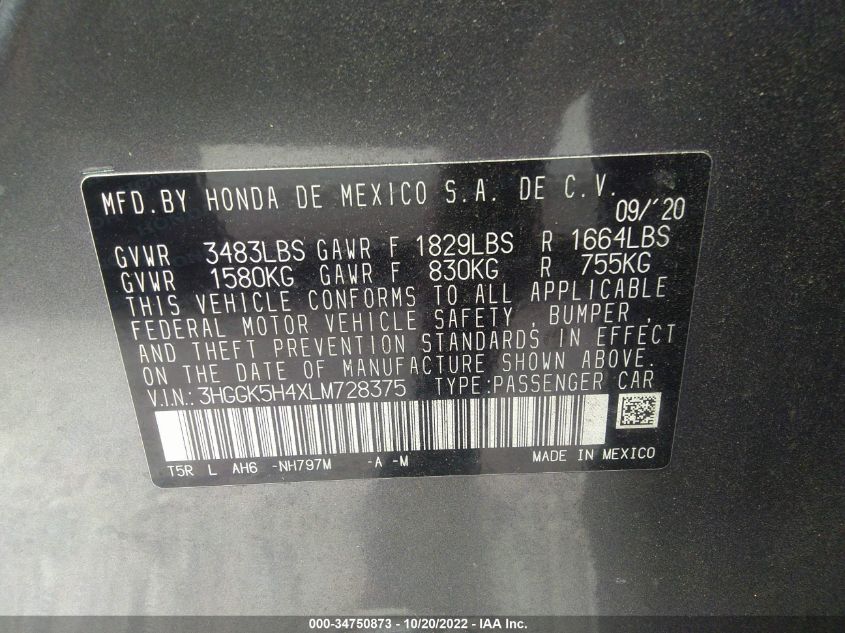 MFD.BY HONDA DE MEXICO S.A. DE C.V.
09/'20
GVWR 3483LBS GAWR F 1829LBS R 1664LBS
GVWR 1580KG GAWR F 830KG R 755KG
THIS VEHICLE CONFORMS TO ALL APPLICABLE
FEDERAL MOTOR VEHICLE SAFETY , BUMPER ,
AND THEFT PREVENTION STANDARDS IN EFFECT
ON THE DATE OF MANUFACTURE SHOWN ABOVE.
V.I.N.:3HGGK5H4XLM728375 TYPE:PASSENGER CAR
T5R L AH6 -NH797M -A -M MADE IN MEXICO
000-34750873 - 10/20/2022 - IAA Inc.